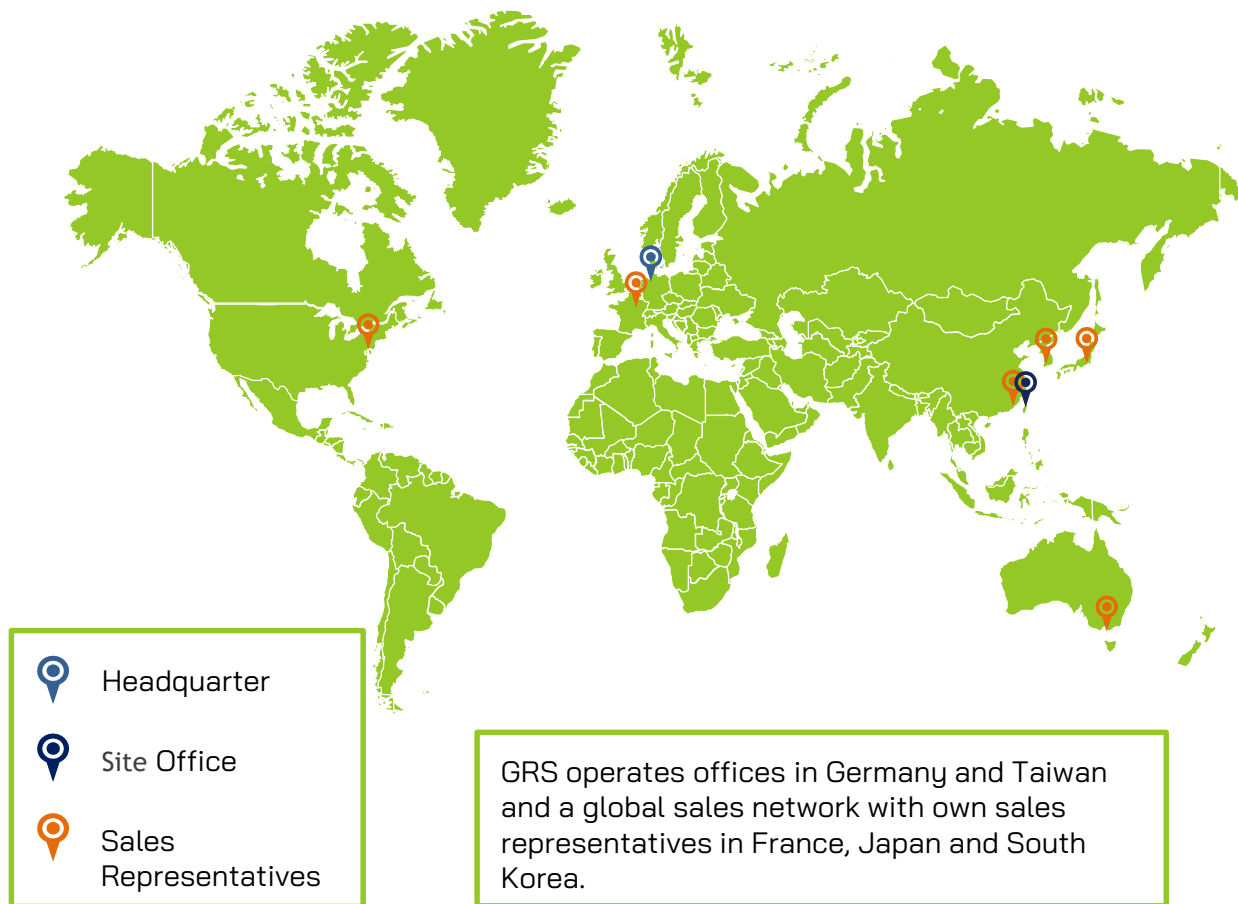 Headquarter
Site Office
Sales
Representatives
GRS operates offices in Germany and Taiwan
and a global sales network with own sales
representatives in France, Japan and South
Korea.